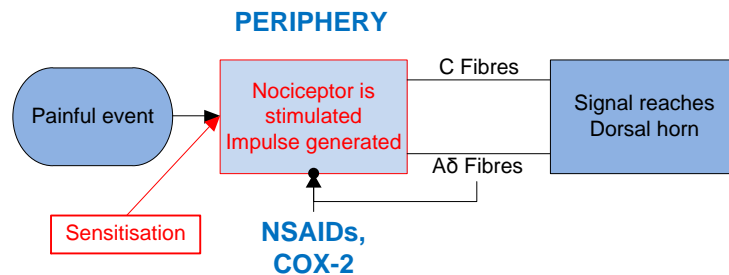 PERIPHERY
Painful event
Nociceptor is
stimulated
Impulse generated
C Fibres
Aδ Fibres
Signal reaches
Dorsal horn
Sensitisation
NSAIDs,
COX-2